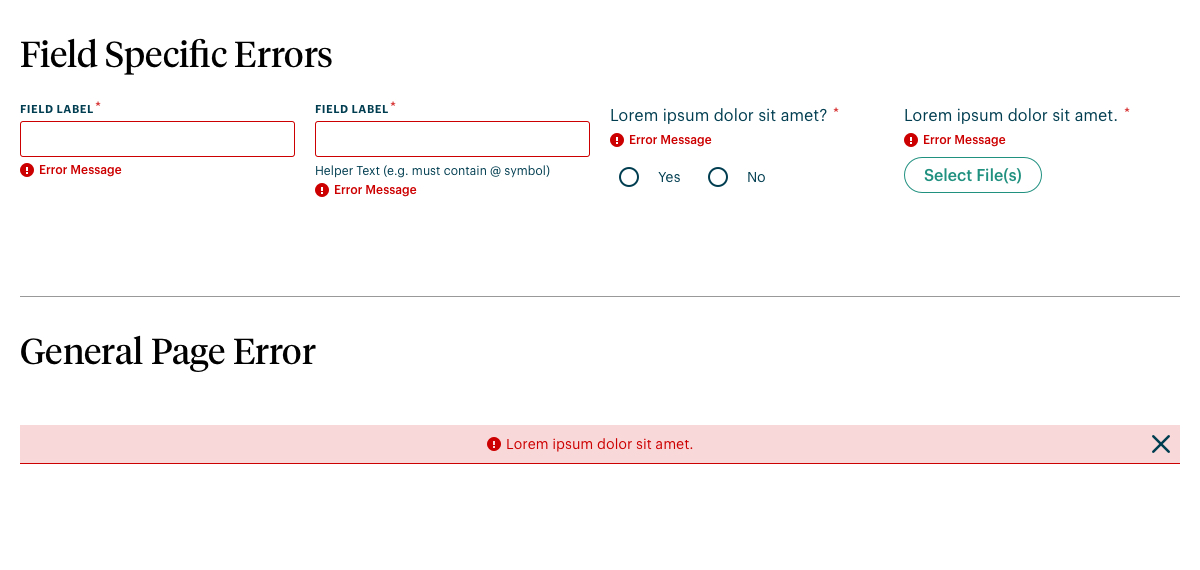 Field Specific Errors
FIELD LABEL*
Error Message
FIELD LABEL*
Helper Text (e.g. must contain @ symbol)
Error Message
Lorem ipsum dolor sit amet? *
Error Message
Yes No
Lorem ipsum dolor sit amet. *
Error Message
Select File(s)
General Page Error
Lorem ipsum dolor sit amet.